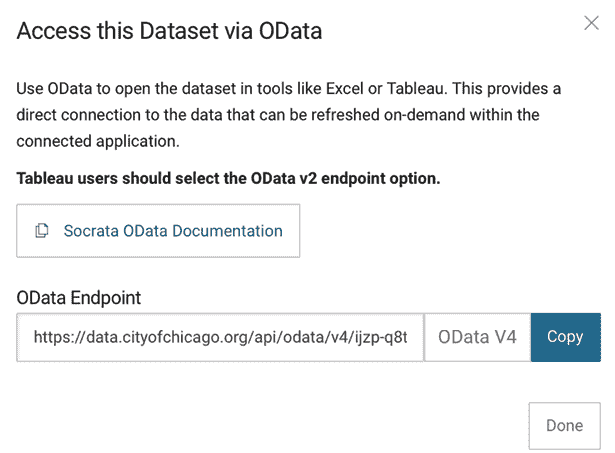 Access this Dataset via OData
Use OData to open the dataset in tools like Excel or Tableau. This provides a
direct connection to the data that can be refreshed on-demand within the
connected application.
Tableau users should select the OData v2 endpoint option.
Socrata OData Documentation
OData Endpoint
https://data.cityofchicago.org/api/odata/v4/ijzp-q8t OData V4 Copy
Done